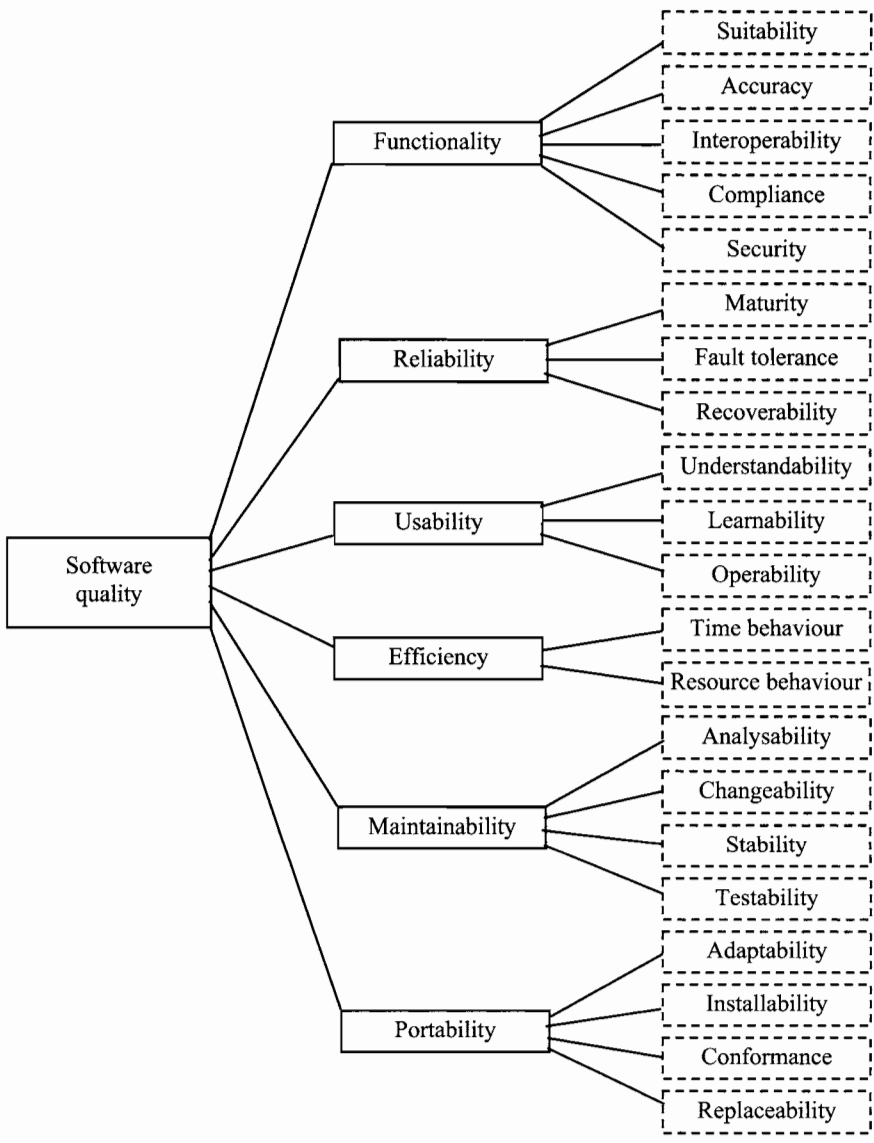 Software
quality
Functionality
Suitability
Accuracy
Interoperability
Compliance
Security
Reliability
Maturity
Fault tolerance
Recoverability
Usability
Understandability
Learnability
Operability
Efficiency
Time behaviour
Resource behaviour
Maintainability
Analysability
Changeability
Stability
Testability
Portability
Adaptability
Installability
Conformance
Replaceability